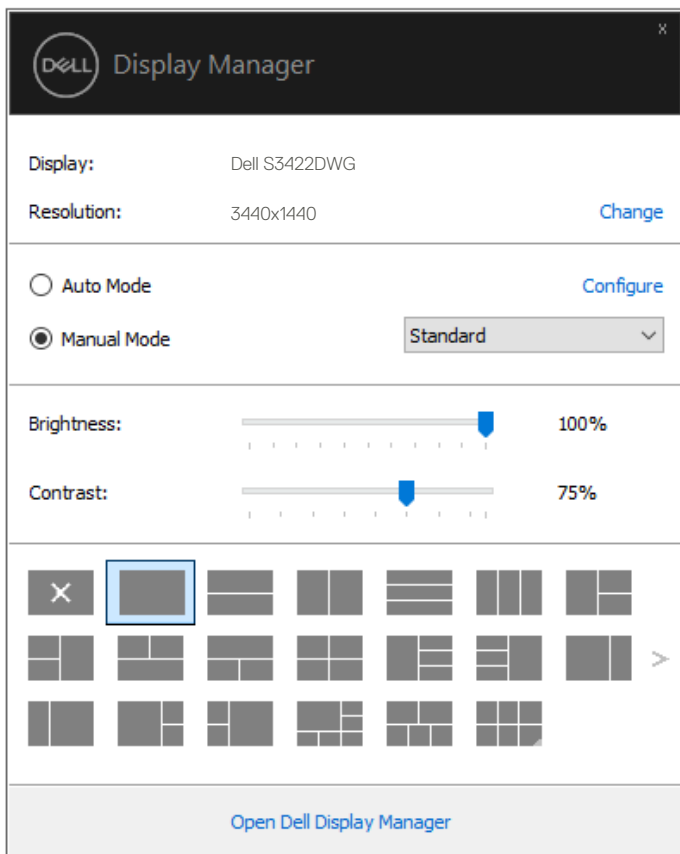 x
DELL Display Manager
Display: Dell S3422DWG
Resolution: 3440x1440 Change
Auto Mode Configure
Manual Mode Standard
Brightness: 100%
Contrast: 75%
Open Dell Display Manager